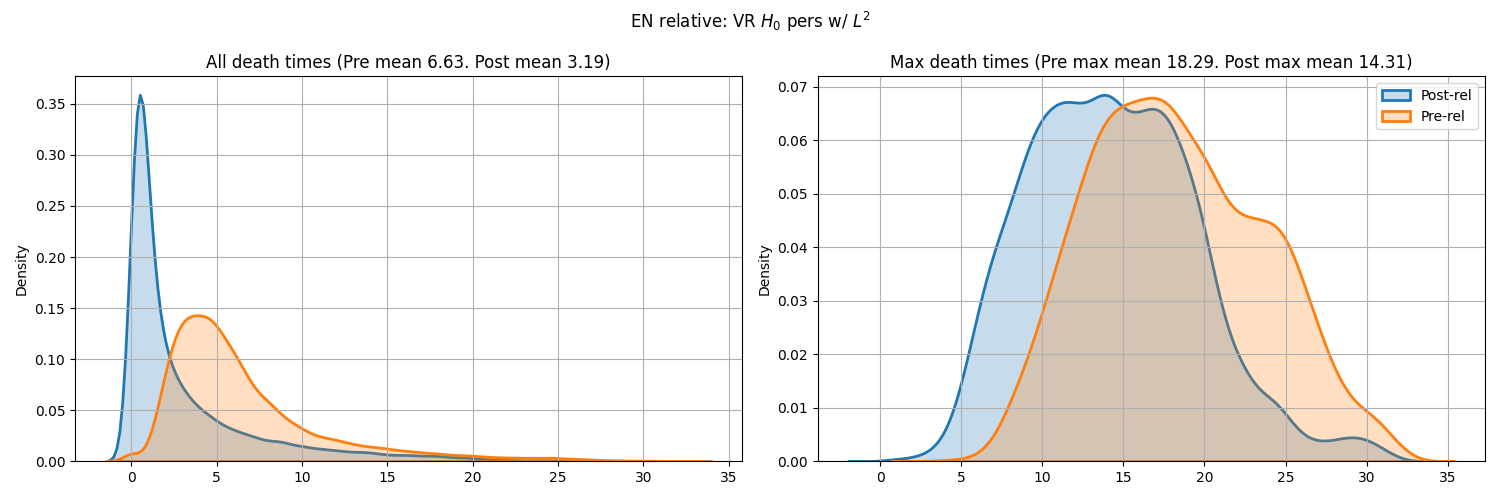 EN relative: VR $H_0$ pers w/ $L^2$
All death times (Pre mean 6.63. Post mean 3.19)
Density
0.35
0.30
0.25
0.20
0.15
0.10
0.05
0.00
0 5 10 15 20 25 30 35
Max death times (Pre max mean 18.29. Post max mean 14.31)
Density
0.07
0.06
0.05
0.04
0.03
0.02
0.01
0.00
0 5 10 15 20 25 30 35
Post-rel
Pre-rel